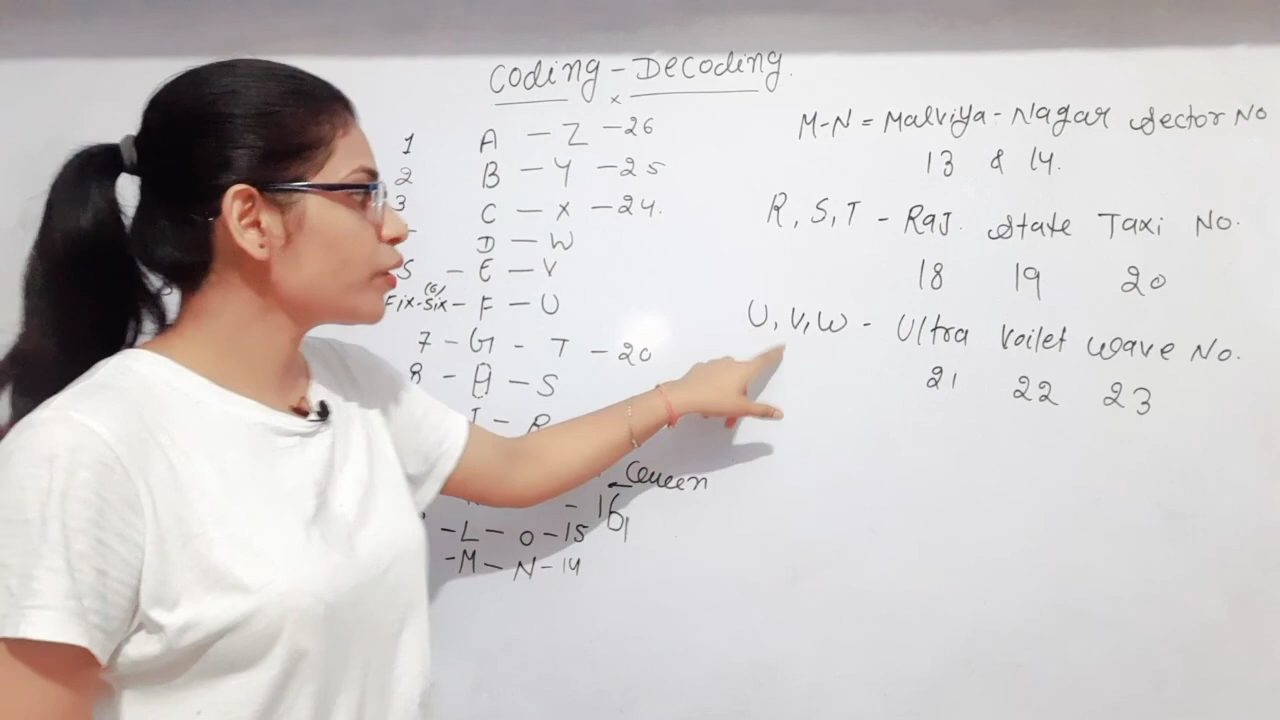 Coding - Decoding
x
1 A - Z - 26
2 B - Y - 25
3 C - X - 24.
D - W
5 - E - V
(6)
Fix-Six - F - U
7 - G - T - 20
8 - H - S
I - R
Queen
- 16
- L - O - 15
- M - N - 14
M-N = Malviya - Nagar Sector No
13 & 14.
R, S, T - Raj. State Taxi No.
18 19 20
U, V, W - Ultra Voilet Wave No.
21 22 23